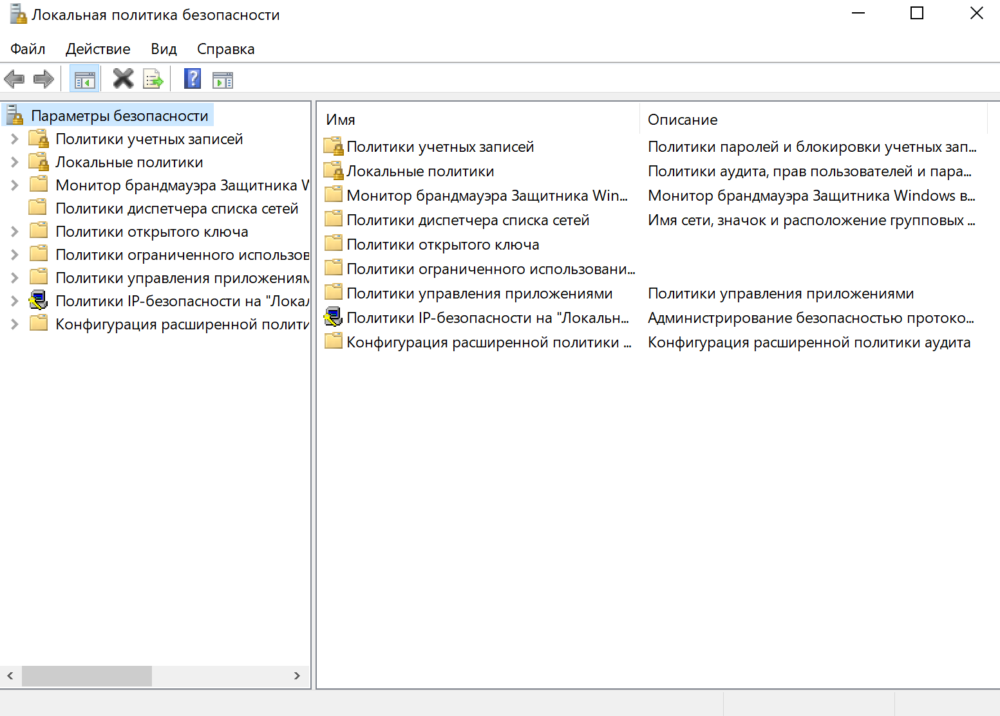 Локальная политика безопасности
Файл Действие Вид Справка
Параметры безопасности
Политики учетных записей
Локальные политики
Монитор брандмауэра Защитника W
Политики диспетчера списка сетей
Политики открытого ключа
Политики ограниченного использов
Политики управления приложениям
Политики IP-безопасности на "Локал
Конфигурация расширенной полити
Имя Описание
Политики учетных записей Политики паролей и блокировки учетных зап...
Локальные политики Политики аудита, прав пользователей и пара...
Монитор брандмауэра Защитника Win... Монитор брандмауэра Защитника Windows в...
Политики диспетчера списка сетей Имя сети, значок и расположение групповых ...
Политики открытого ключа
Политики ограниченного использовани...
Политики управления приложениями Политики управления приложениями
Политики IP-безопасности на "Локальн... Администрирование безопасностью протоко...
Конфигурация расширенной политики ... Конфигурация расширенной политики аудита